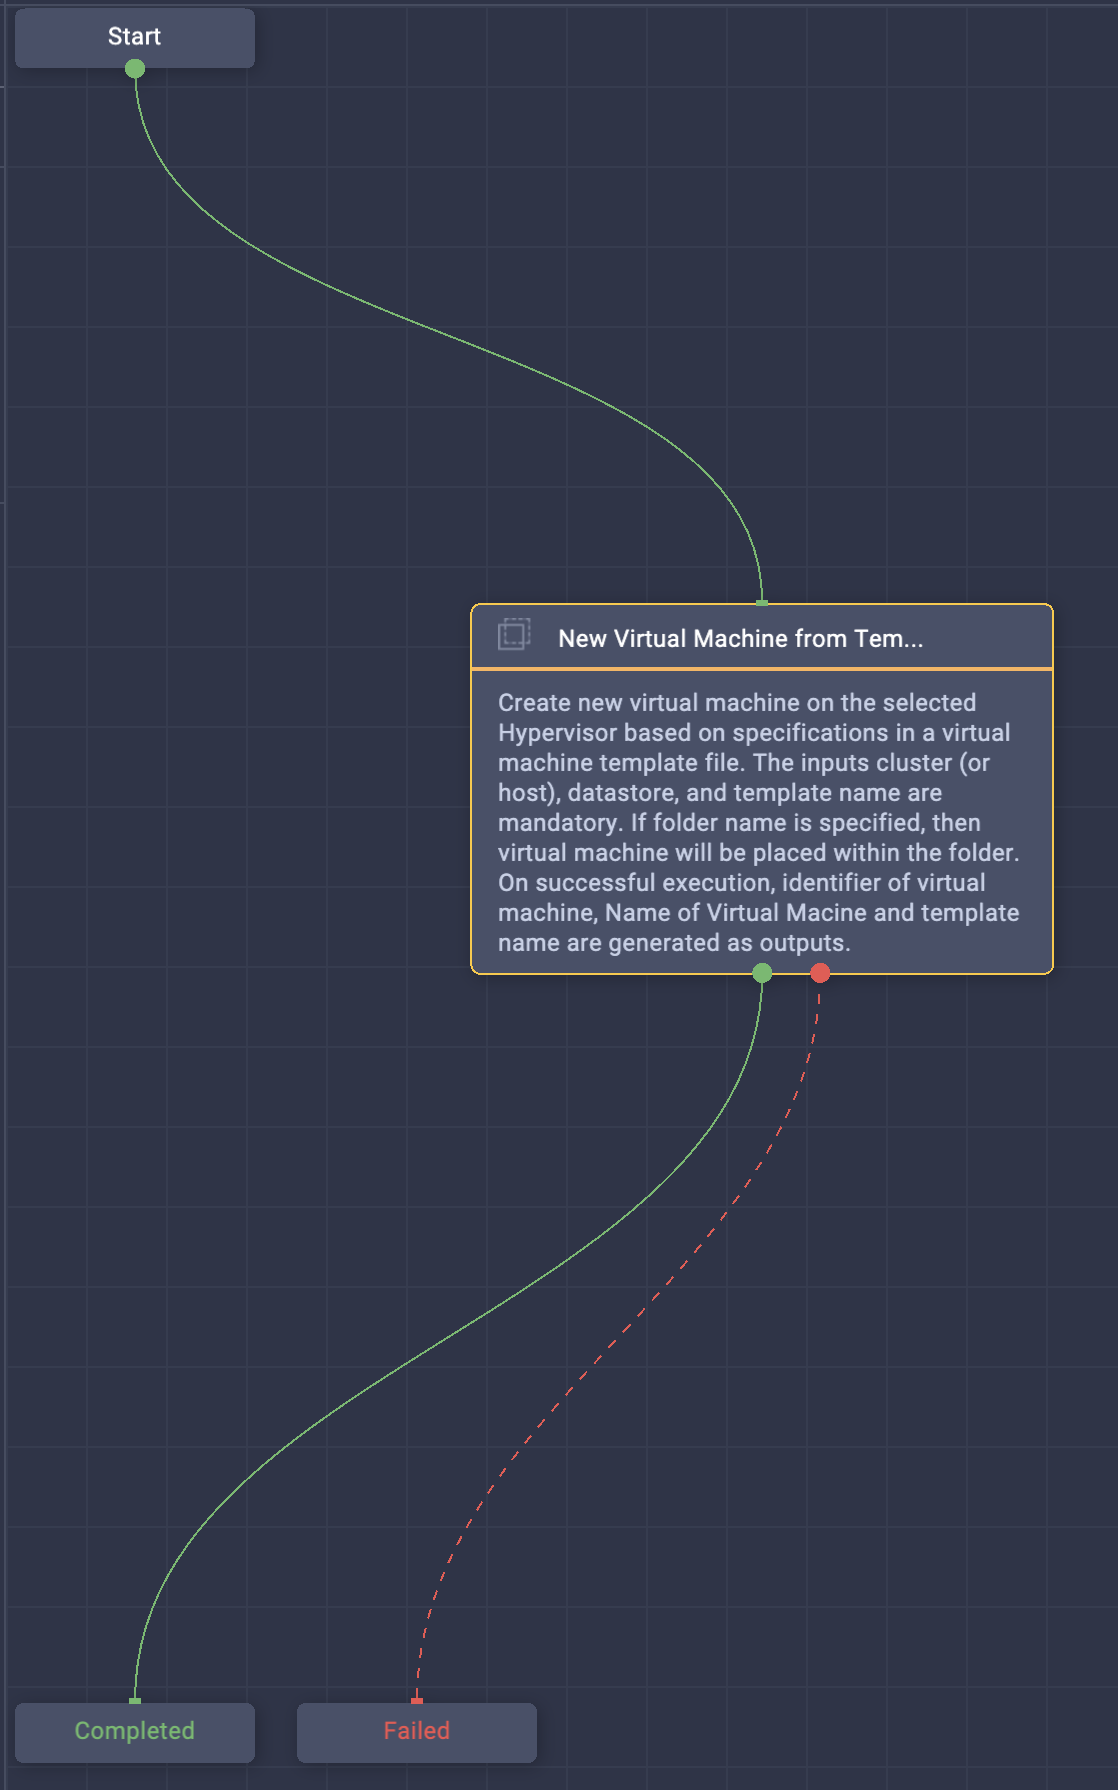 Start
New Virtual Machine from Tem...
Create new virtual machine on the selected
Hypervisor based on specifications in a virtual
machine template file. The inputs cluster (or
host), datastore, and template name are
mandatory. If folder name is specified, then
virtual machine will be placed within the folder.
On successful execution, identifier of virtual
machine, Name of Virtual Macine and template
name are generated as outputs.
Completed
Failed